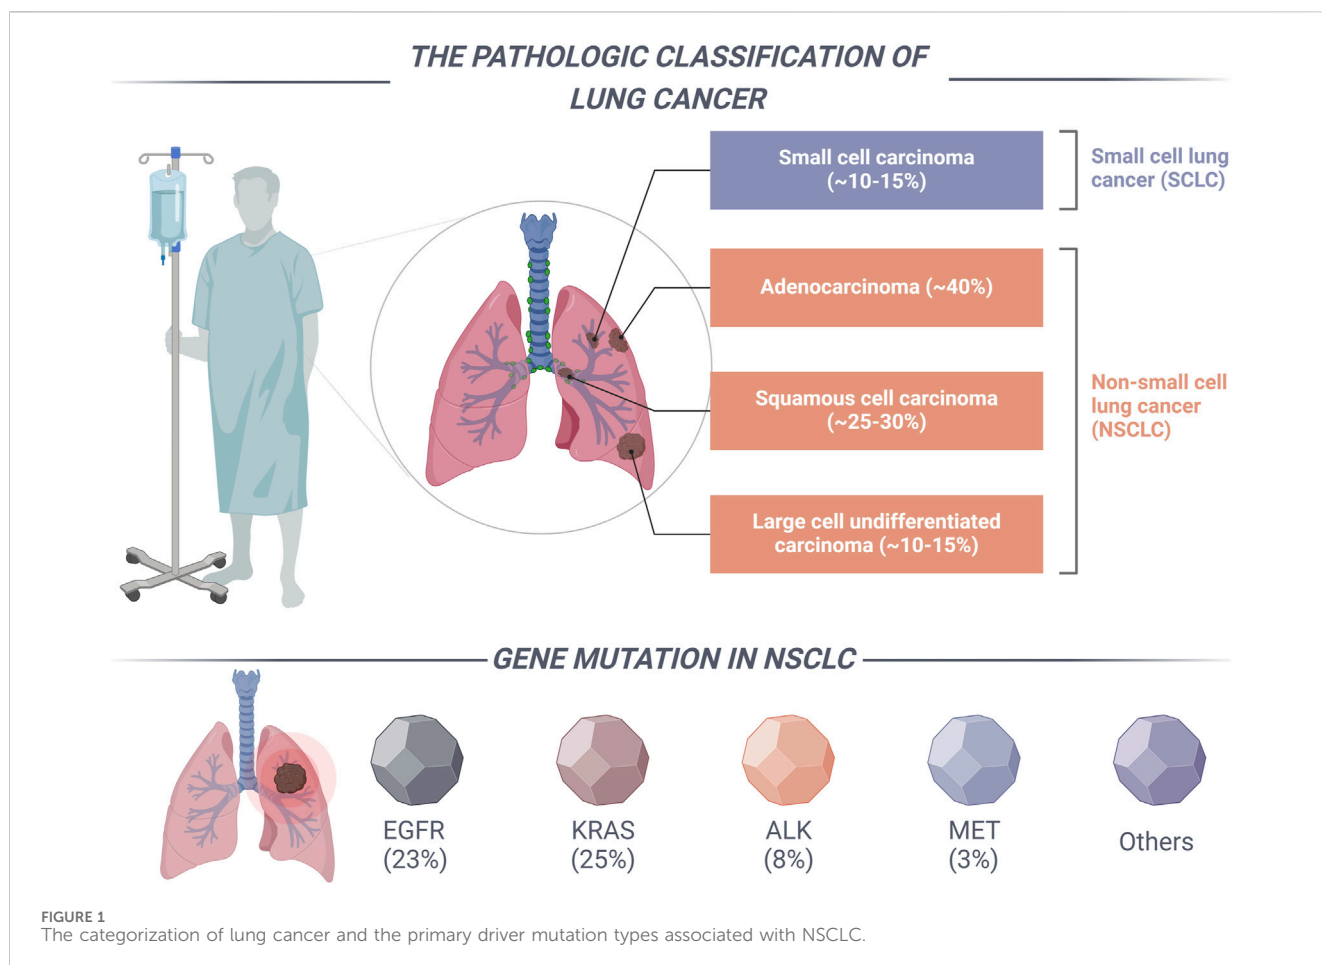 THE PATHOLOGIC CLASSIFICATION OF
LUNG CANCER
Small cell carcinoma
(~10-15%)
Small cell lung
cancer (SCLC)
Adenocarcinoma (~40%)
Squamous cell carcinoma
(~25-30%)
Non-small cell
lung cancer
(NSCLC)
Large cell undifferentiated
carcinoma (~10-15%)
GENE MUTATION IN NSCLC
EGFR
(23%)
KRAS
(25%)
ALK
(8%)
MET
(3%)
Others
FIGURE 1
The categorization of lung cancer and the primary driver mutation types associated with NSCLC.